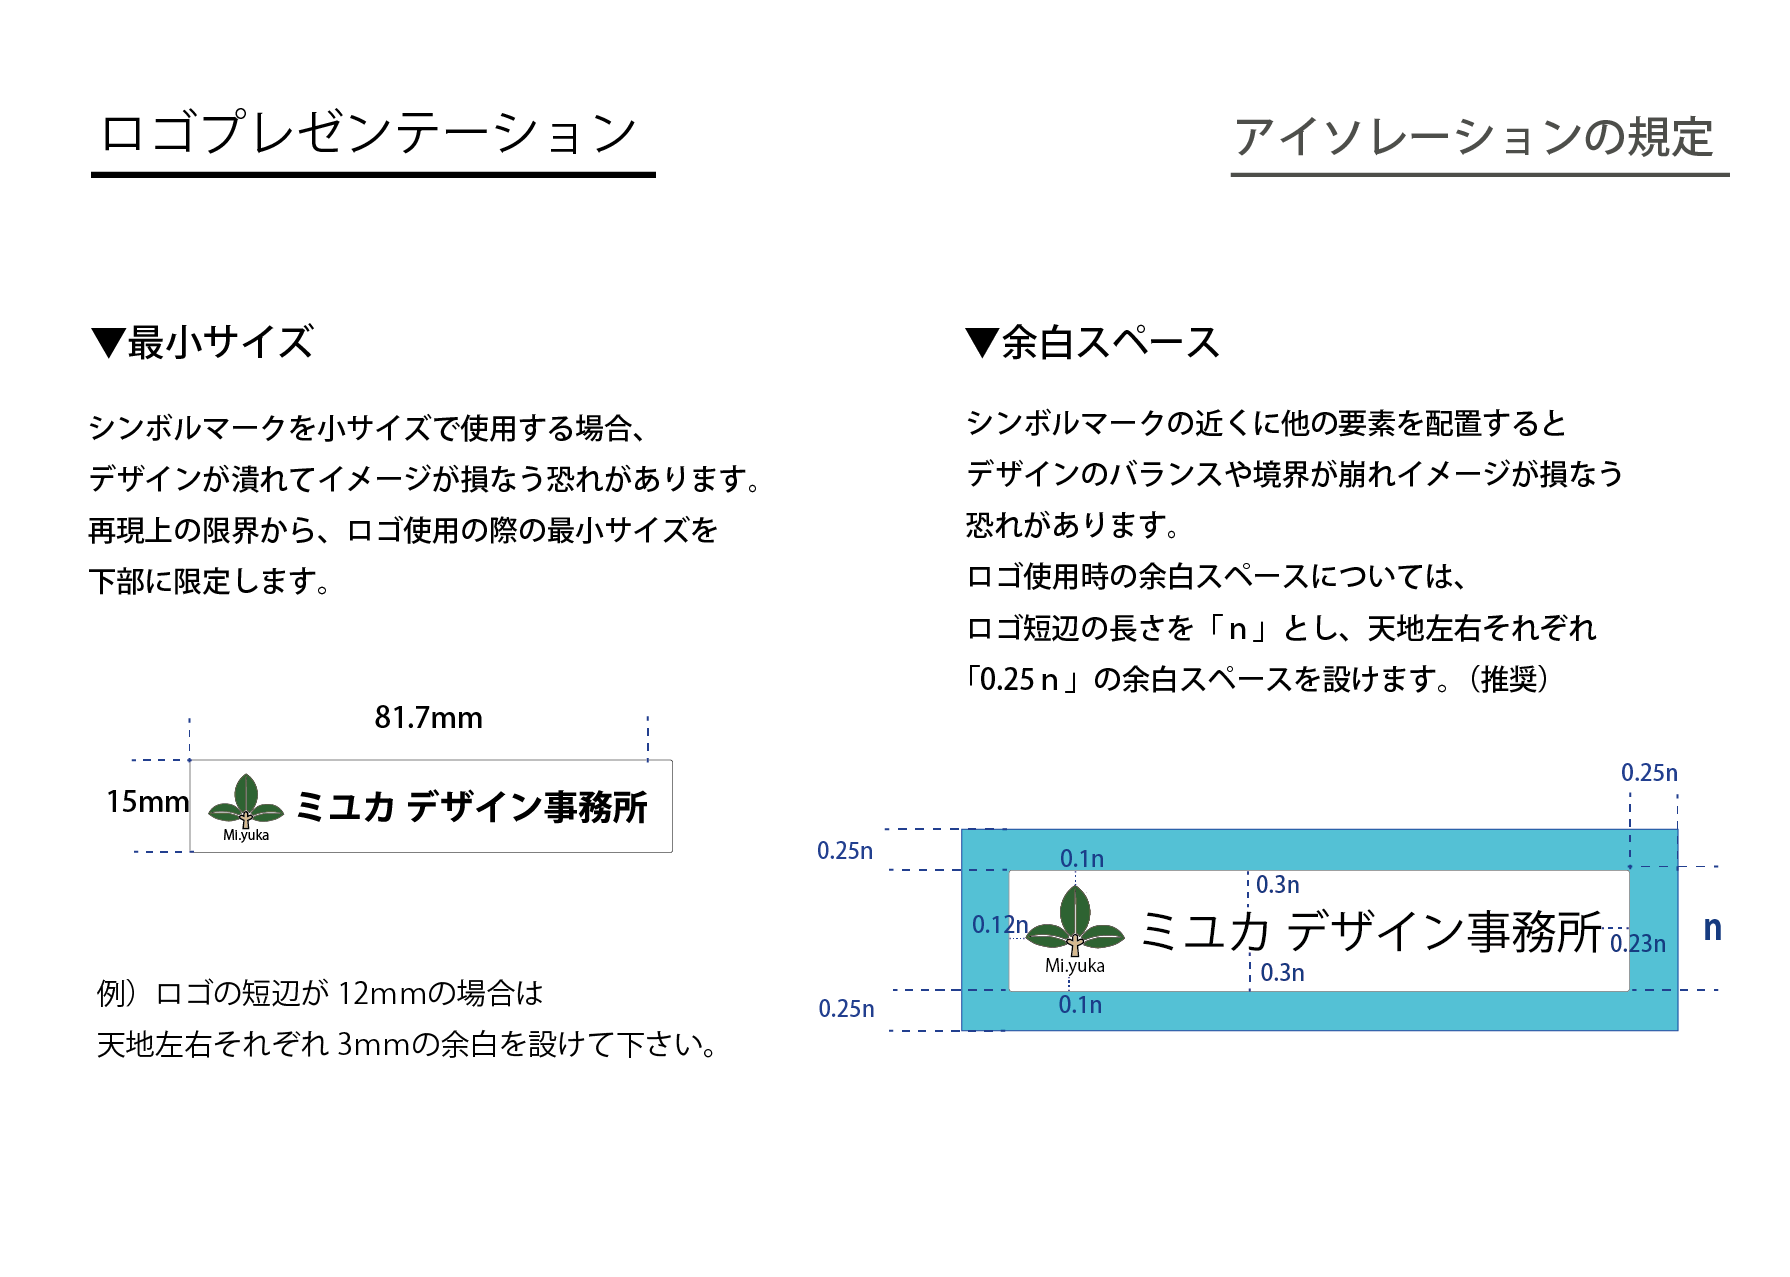 ロゴプレゼンテーション
アイソレーションの規定
▼最小サイズ
シンボルマークを小サイズで使用する場合、
デザインが潰れてイメージが損なう恐れがあります。
再現上の限界から、ロゴ使用の際の最小サイズを
下部に限定します。
81.7mm
15mm
ミユカ デザイン事務所
Mi.yuka
例）ロゴの短辺が 12mmの場合は
天地左右それぞれ 3mmの余白を設けて下さい。
▼余白スペース
シンボルマークの近くに他の要素を配置すると
デザインのバランスや境界が崩れイメージが損なう
恐れがあります。
ロゴ使用時の余白スペースについては、
ロゴ短辺の長さを「ｎ」とし、天地左右それぞれ
「0.25ｎ」の余白スペースを設けます。（推奨）
0.25n
0.25n
0.1n
0.3n
0.12n
ミユカ デザイン事務所
n
0.23n
Mi.yuka
0.3n
0.1n
0.25n